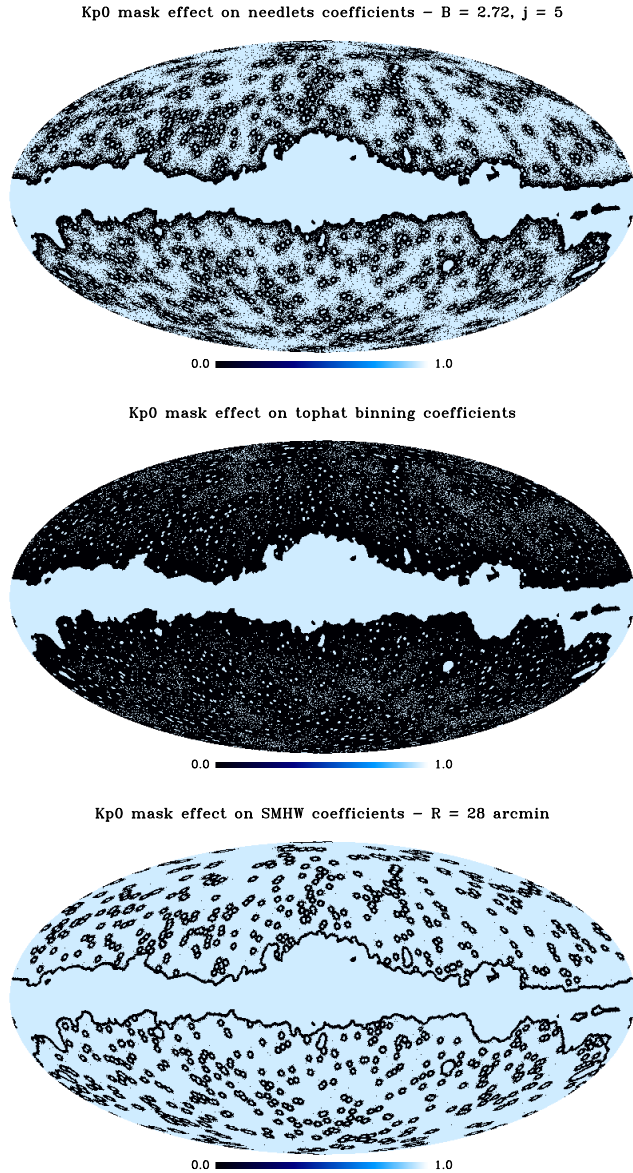 Kp0 mask effect on needlets coefficients – B = 2.72, j = 5
0.0 1.0
Kp0 mask effect on tophat binning coefficients
0.0 1.0
Kp0 mask effect on SMHW coefficients – R = 28 arcmin
0.0 1.0